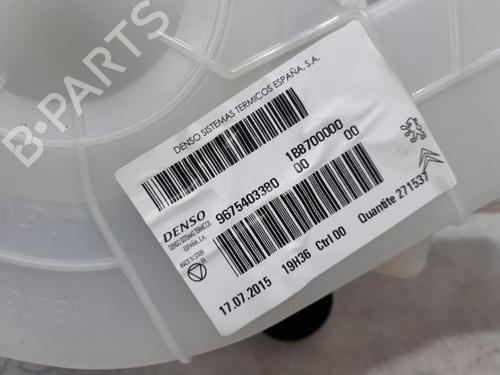 B-PARTS
DENSO SISTEMAS TERMICOS ESPAÑA, S.A.
1B8700000
9675403380 00 00
DENSO
DENSO SISTEMAS TERMICOS
ESPAÑA, S.A.
MADE IN SPAIN
17.07.2015 19H36 Ctrl 00 Quantite 271537